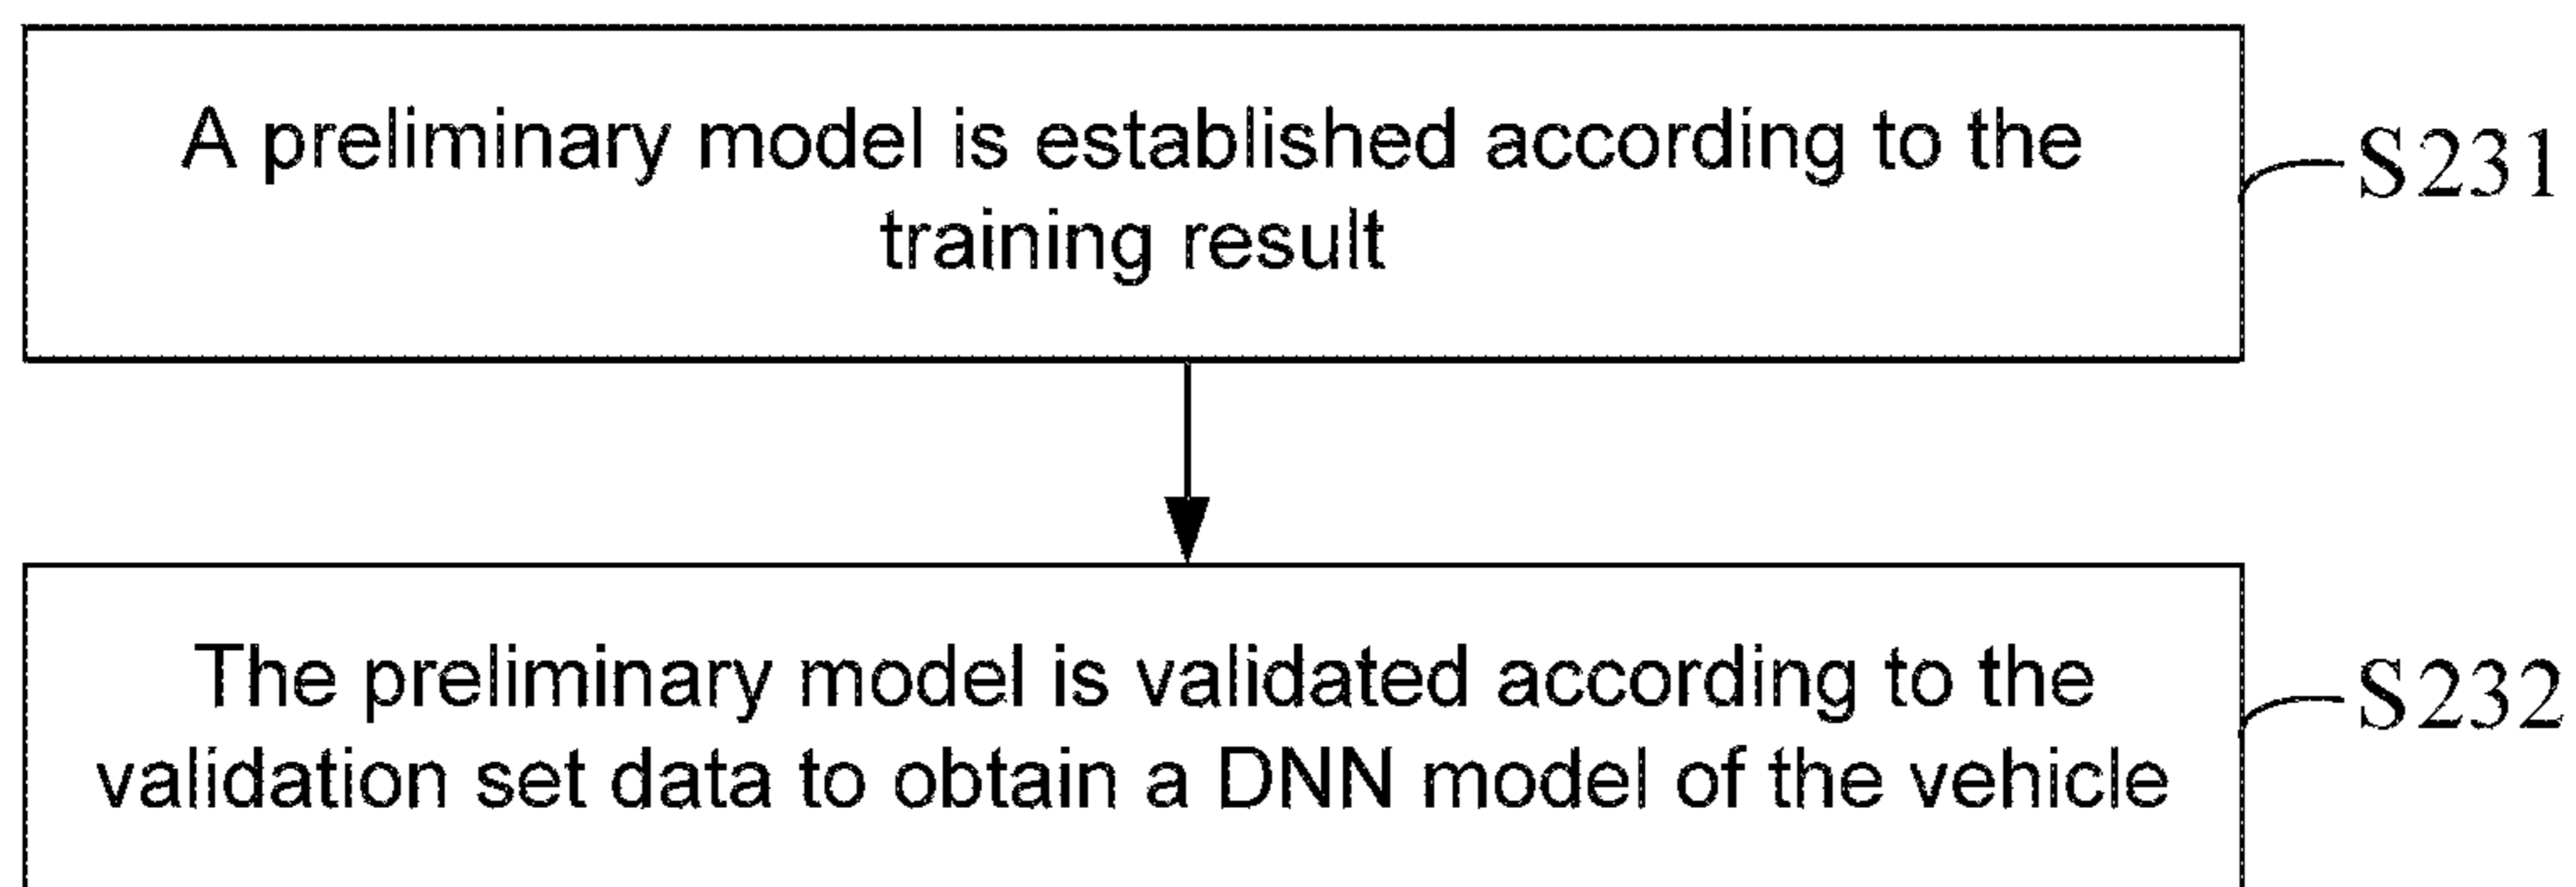 A preliminary model is established according to the
training result
S231
The preliminary model is validated according to the
validation set data to obtain a DNN model of the vehicle
S232